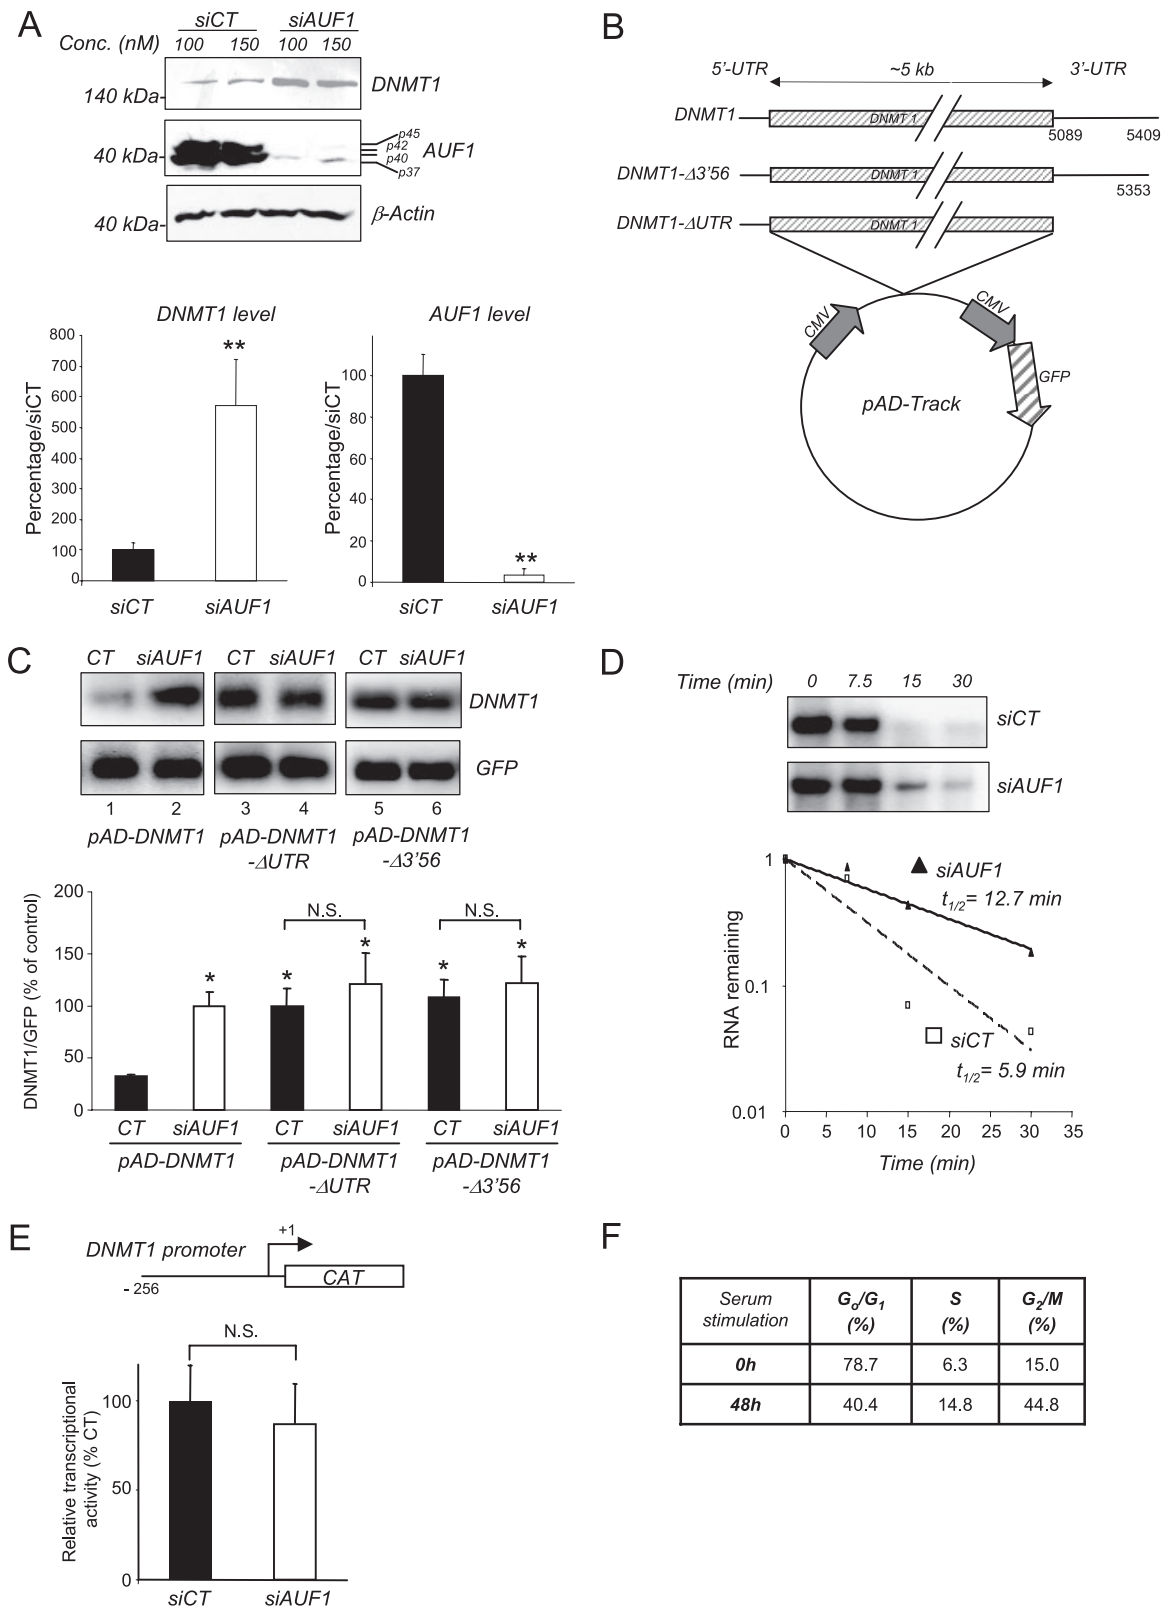 A
siCT siAUF1
Conc. (nM) 100 150 100 150
DNMT1
140 kDa-
p45
p42
40 kDa- AUF1
p40
p37
β-Actin
40 kDa-
DNMT1 level
Percentage/siCT
800
700
600
500
400
300
200
100
0
**
siCT siAUF1
AUF1 level
Percentage/siCT
100
80
60
40
20
0
**
siCT siAUF1
B
5'-UTR ~5 kb 3'-UTR
DNMT1 DNMT 1
5089 5409
DNMT1-Δ3'56 DNMT 1
5353
DNMT1-ΔUTR DNMT 1
CMV CMV
GFP
pAD-Track
C
CT siAUF1 CT siAUF1 CT siAUF1
DNMT1
GFP
1 2 3 4 5 6
pAD-DNMT1 pAD-DNMT1 pAD-DNMT1
-ΔUTR -Δ3'56
DNMT1/GFP (% of control)
200
150
100
50
0
N.S. N.S.
* * * * *
CT siAUF1 CT siAUF1 CT siAUF1
pAD-DNMT1 pAD-DNMT1 pAD-DNMT1
-ΔUTR -Δ3'56
D
Time (min) 0 7.5 15 30
siCT
siAUF1
RNA remaining
1
0.1
0.01
siAUF1
t1/2= 12.7 min
siCT
t1/2= 5.9 min
0 5 10 15 20 25 30 35
Time (min)
E
+1
DNMT1 promoter
CAT
- 256
N.S.
Relative transcriptional
activity (% CT)
100
50
0
siCT siAUF1
F
Serum stimulation Go/G1 (%) S (%) G2/M (%)
0h 78.7 6.3 15.0
48h 40.4 14.8 44.8